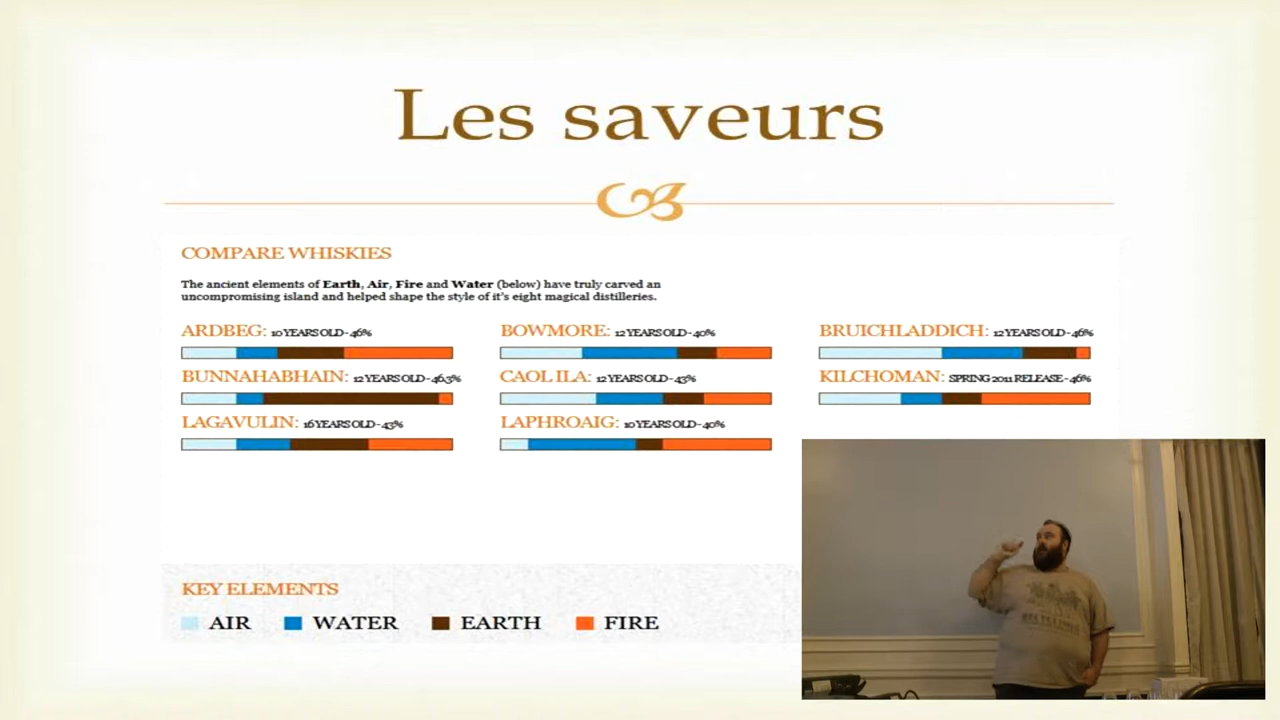 Les saveurs
COMPARE WHISKIES
The ancient elements of Earth, Air, Fire and Water (below) have truly carved an
uncompromising island and helped shape the style of it's eight magical distilleries.
ARDBEG: 10 YEARS OLD - 46%
BOWMORE: 12 YEARS OLD - 40%
BRUICHLADDICH: 12 YEARS OLD - 46%
BUNNAHABHAIN: 12 YEARS OLD - 46.3%
CAOL ILA: 12 YEARS OLD - 43%
KILCHOMAN: SPRING 2011 RELEASE - 46%
LAGAVULIN: 16 YEARS OLD - 43%
LAPHROAIG: 10 YEARS OLD - 40%
KEY ELEMENTS
AIR WATER EARTH FIRE